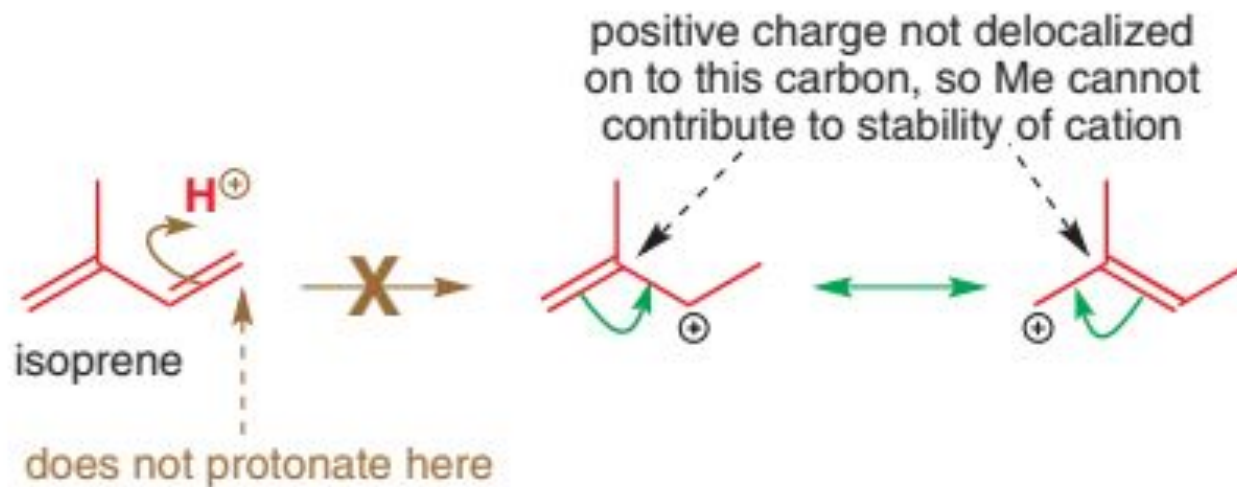 positive charge not delocalized
on to this carbon, so Me cannot
contribute to stability of cation
H⊕
X
⊕
⊕
isoprene
does not protonate here